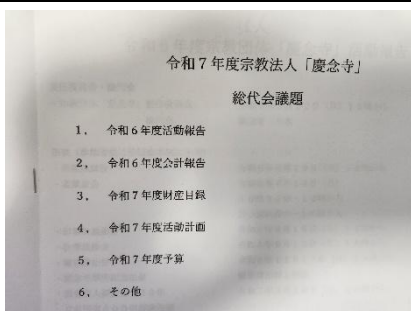 令和７年度宗教法人「慶念寺」
総代会議題
１、 令和６年度活動報告
２、 令和６年度会計報告
３、 令和７年度財産目録
４、 令和７年度活動計画
５、 令和７年度予算
６、 その他